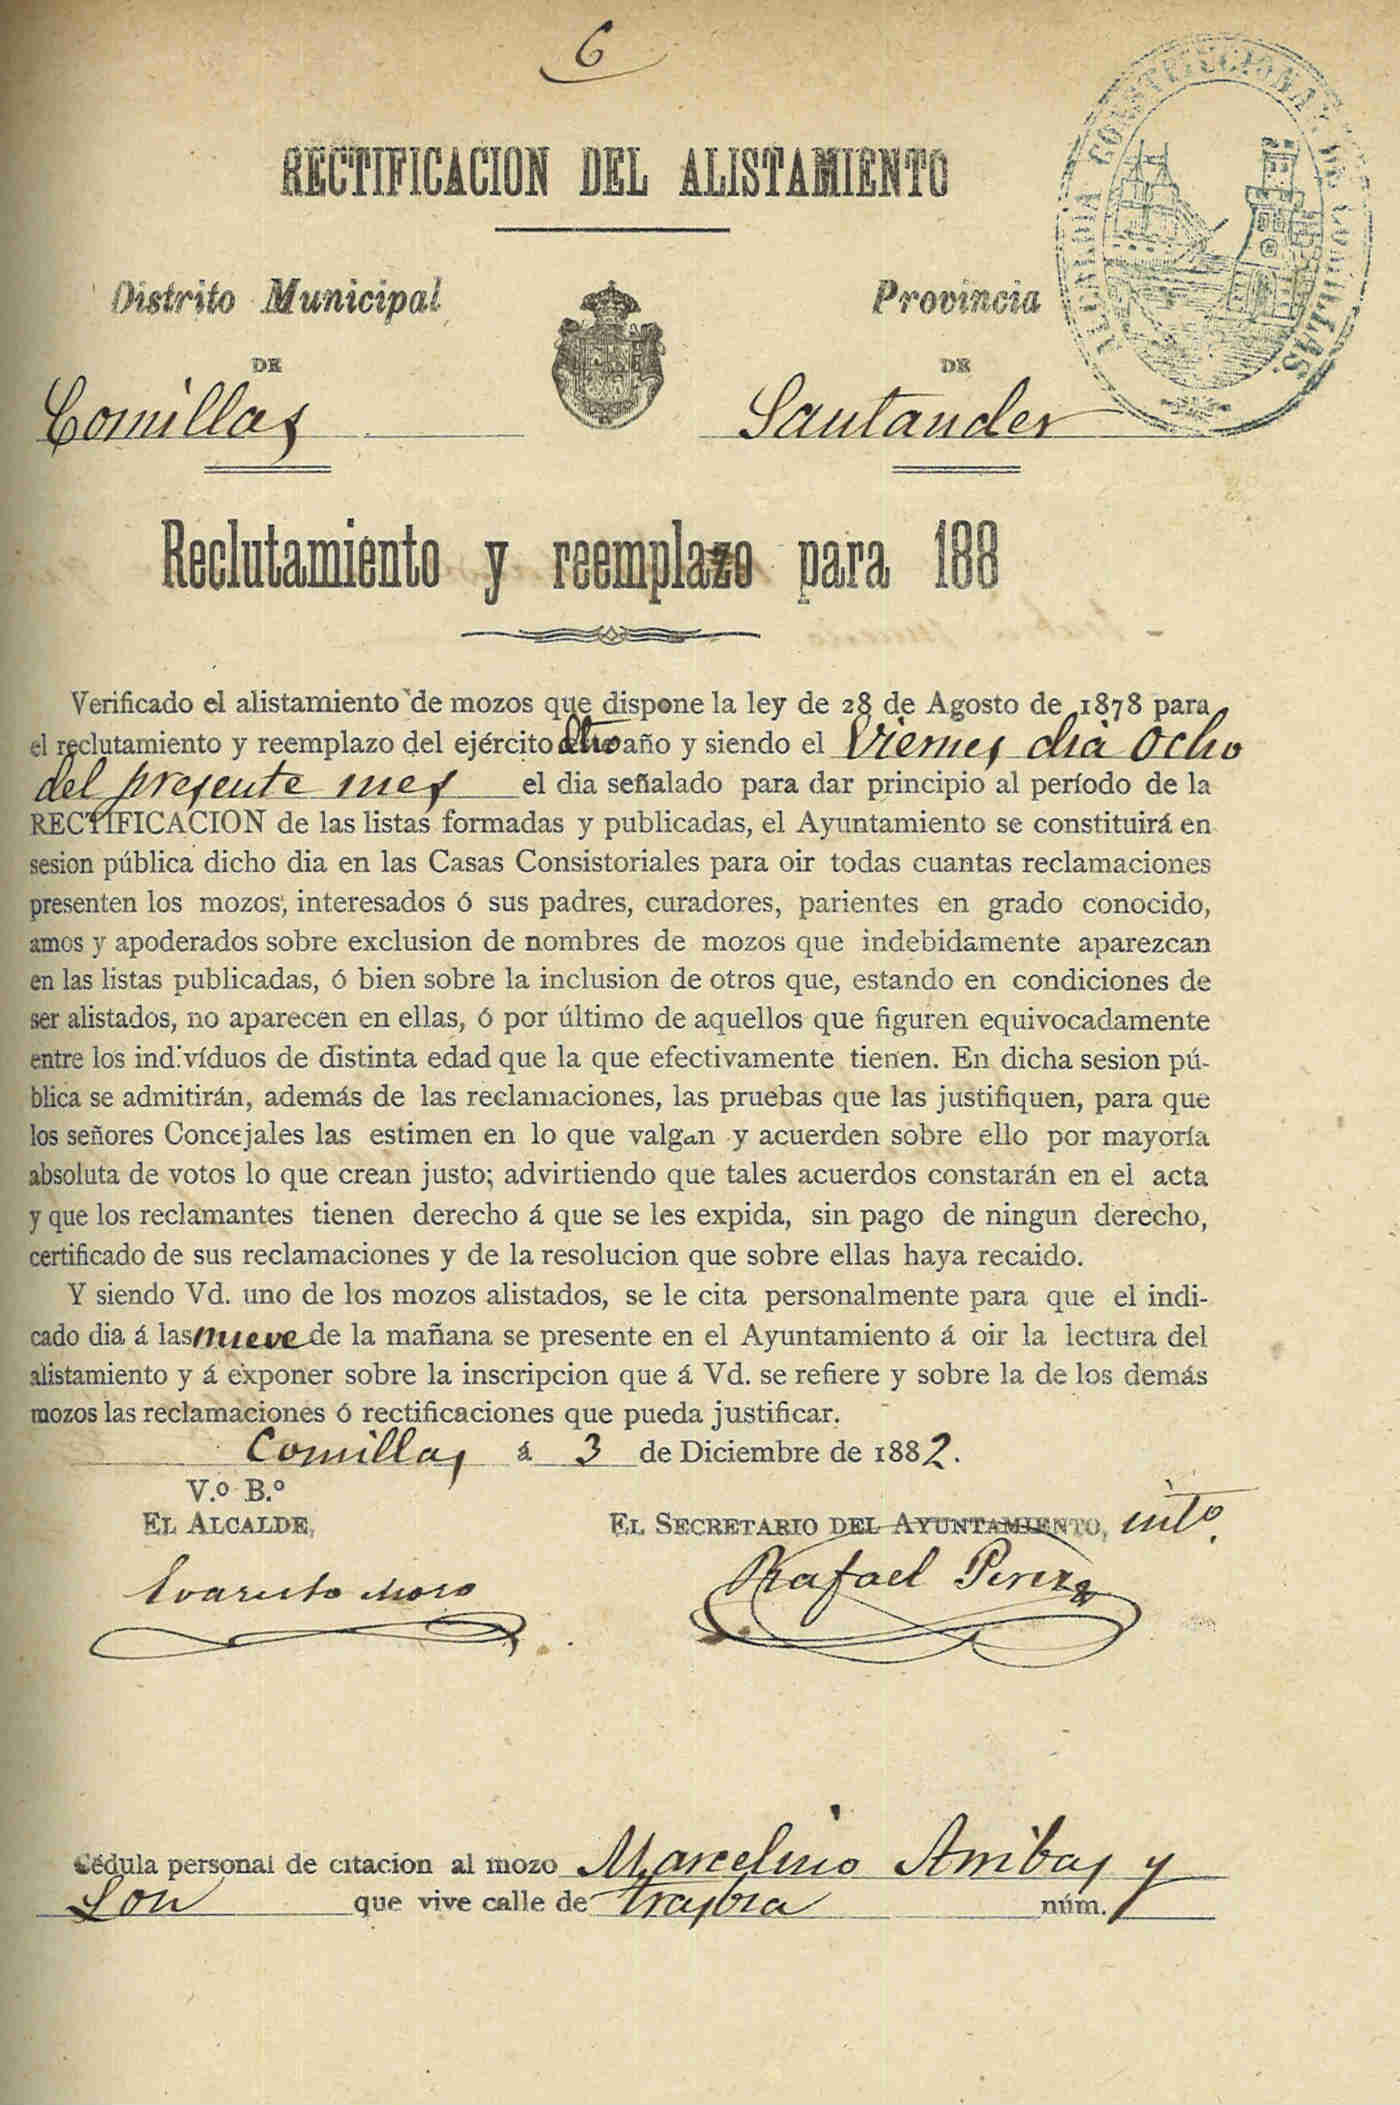 6
RECTIFICACION DEL ALISTAMIENTO
ALCALDIA CONSTITUCIONAL DE COMILLAS
Distrito Municipal
DE
Comillas
Provincia
DE
Santander
Reclutamiento y reemplazo para 188
Verificado el alistamiento de mozos que dispone la ley de 28 de Agosto de 1878 para
el reclutamiento y reemplazo del ejército dho año y siendo el Viernes dia ocho
del presente mes el dia señalado para dar principio al período de la
RECTIFICACION de las listas formadas y publicadas, el Ayuntamiento se constituirá en
sesion pública dicho dia en las Casas Consistoriales para oir todas cuantas reclamaciones
presenten los mozos, interesados ó sus padres, curadores, parientes en grado conocido,
amos y apoderados sobre exclusion de nombres de mozos que indebidamente aparezcan
en las listas publicadas, ó bien sobre la inclusion de otros que, estando en condiciones de
ser alistados, no aparecen en ellas, ó por último de aquellos que figuren equivocadamente
entre los individuos de distinta edad que la que efectivamente tienen. En dicha sesion pú-
blica se admitirán, además de las reclamaciones, las pruebas que las justifiquen, para que
los señores Concejales las estimen en lo que valgan y acuerden sobre ello por mayoría
absoluta de votos lo que crean justo; advirtiendo que tales acuerdos constarán en el acta
y que los reclamantes tienen derecho á que se les expida, sin pago de ningun derecho,
certificado de sus reclamaciones y de la resolucion que sobre ellas haya recaido.
Y siendo Vd. uno de los mozos alistados, se le cita personalmente para que el indi-
cado dia á las nueve de la mañana se presente en el Ayuntamiento á oir la lectura del
alistamiento y á exponer sobre la inscripcion que á Vd. se refiere y sobre la de los demás
mozos las reclamaciones ó rectificaciones que pueda justificar.
Comillas á 3 de Diciembre de 1882.
V.º B.º
EL ALCALDE,
EL SECRETARIO DEL AYUNTAMIENTO, intº.
Evaristo Moro
Rafael Perez
Cédula personal de citacion al mozo Marcelino Arribas y
Lon que vive calle de núm.